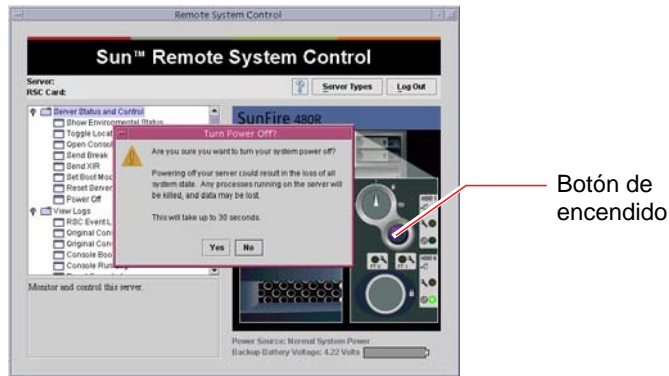 Remote System Control
Sun™ Remote System Control
Server:
RSC Card:
Server Types
Log Out
Server Status and Control
Show Environmental Status
Toggle Locat
Open Consol
Send Break
Send XIR
Set Boot Mod
Reset Server
Power Off
View Logs
RSC Event L
Original Con
Original Con
Console Boo
Console Run
Monitor and control this server.
SunFire 480R
Turn Power Off?
Are you sure you want to turn your system power off?
Powering off your server could result in the loss of all
system state. Any processes running on the server will
be killed, and data may be lost.
This will take up to 30 seconds.
Yes
No
HDD 1
HDD 0
Power Source: Normal System Power
Backup Battery Voltage: 4.22 Volts
Botón de
encendido